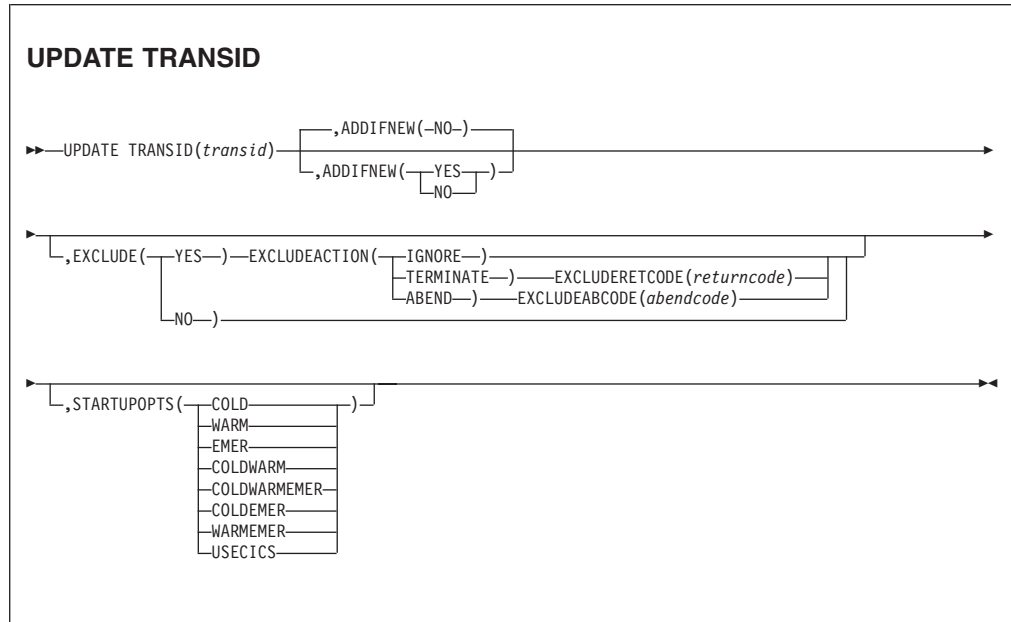 UPDATE TRANSID
,ADDIFNEW(NO)
UPDATE TRANSID(transid)
,ADDIFNEW(YES)
NO
,EXCLUDE(YES)EXCLUDEACTION(IGNORE)
TERMINATE)EXCLUDERETCODE(returncode)
ABEND)EXCLUDEABCODE(abendcode)
NO)
,STARTUPOPTS(COLD)
WARM
EMER
COLDWARM
COLDWARMEMER
COLDEMER
WARMEMER
USECICS